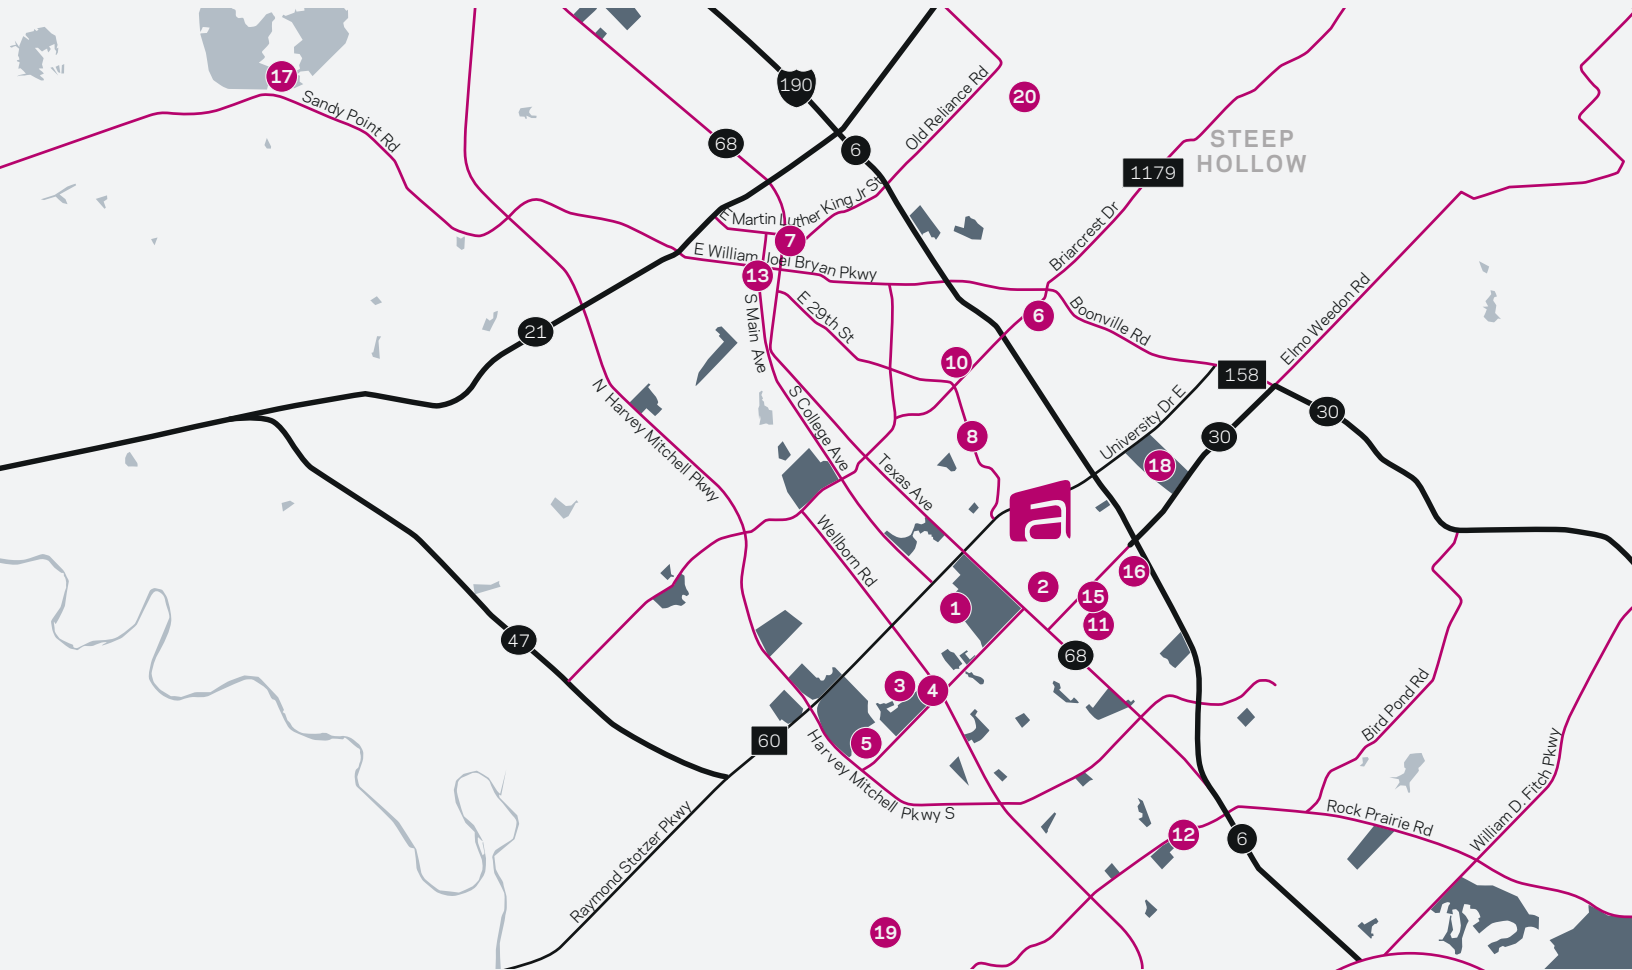 17
Sandy Point Rd
190
68
6
Old Reliance Rd
20
STEEP
HOLLOW
1179
E Martin Luther King Jr St
7
E William Joel Bryan Pkwy
13
Briarcrest Dr
6
Boonville Rd
Elmo Weedon Rd
21
S Main Ave
E 29th St
10
158
30
30
N Harvey Mitchell Pkwy
S College Ave
8
University Dr E
18
Texas Ave
a
Wellborn Rd
16
2
15
1
11
47
68
3
4
5
60
Bird Pond Rd
Harvey Mitchell Pkwy S
William D. Fitch Pkwy
Rock Prairie Rd
12
6
Raymond Stotzer Pkwy
19